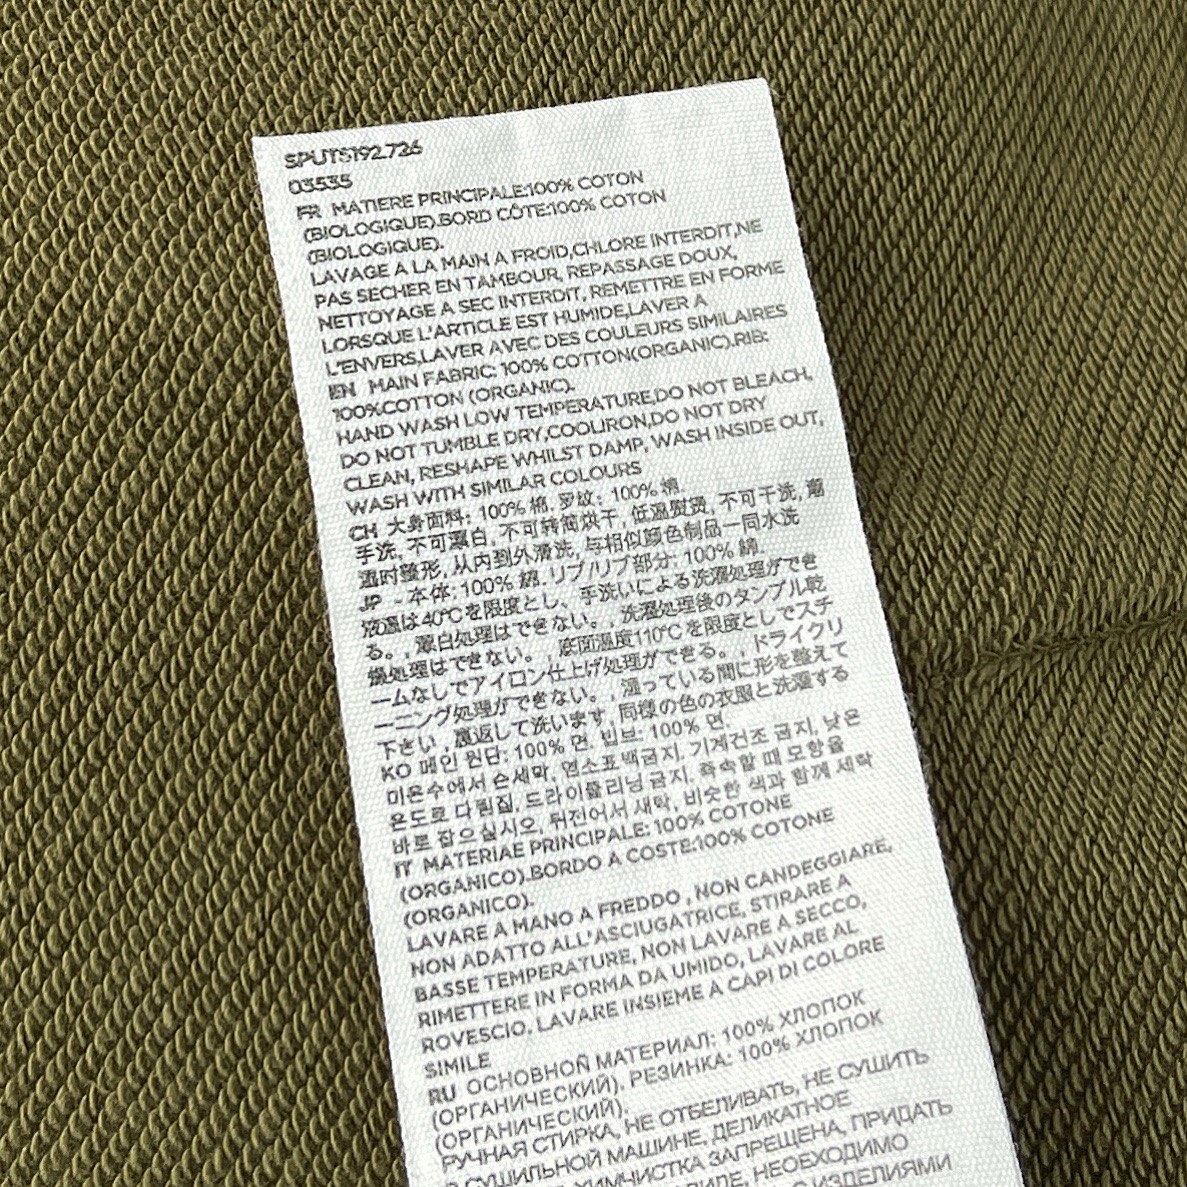 SPUTS192.726
03535
FR MATIERE PRINCIPALE:100% COTON
(BIOLOGIQUE).BORD CÔTE:100% COTON
(BIOLOGIQUE).
LAVAGE A LA MAIN A FROID,CHLORE INTERDIT,NE
PAS SECHER EN TAMBOUR, REPASSAGE DOUX,
NETTOYAGE A SEC INTERDIT, REMETTRE EN FORME
LORSQUE L'ARTICLE EST HUMIDE,LAVER A
L'ENVERS,LAVER AVEC DES COULEURS SIMILAIRES
EN MAIN FABRIC: 100% COTTON(ORGANIC).RIB:
100%COTTON (ORGANIC).
HAND WASH LOW TEMPERATURE,DO NOT BLEACH,
DO NOT TUMBLE DRY,COOLIRON,DO NOT DRY
CLEAN, RESHAPE WHILST DAMP, WASH INSIDE OUT,
WASH WITH SIMILAR COLOURS
CH 大身面料: 100% 棉. 罗纹: 100% 棉
手洗, 不可漂白, 不可转筒烘干, 低温熨烫, 不可干洗, 潮
湿时整形, 从内到外清洗, 与相似颜色制品一同水洗
JP - 本体: 100% 綿. リブ/リブ部分: 100% 綿.
液温は40℃を限度とし、手洗いによる洗濯処理ができ
る。, 漂白処理はできない。, 洗濯処理後のタンブル乾
燥処理はできない。 底面温度110℃を限度としてスチ
ームなしでアイロン仕上げ処理ができる。, ドライクリ
ーニング処理ができない。, 湿っている間に形を整えて
下さい, 裏返して洗います, 同様の色の衣服と洗濯する
KO 메인 원단: 100% 면. 립브: 100% 면.
미온수에서 손세탁, 염소표백금지, 기계건조 금지, 낮은
온도로 다림질, 드라이클리닝 금지, 축축할 때 모양을
바로 잡으십시오, 뒤집어서 세탁, 비슷한 색과 함께 세탁
IT MATERIAE PRINCIPALE: 100% COTONE
(ORGANICO).BORDO A COSTE:100% COTONE
(ORGANICO).
LAVARE A MANO A FREDDO , NON CANDEGGIARE,
NON ADATTO ALL'ASCIUGATRICE, STIRARE A
BASSE TEMPERATURE, NON LAVARE A SECCO,
RIMETTERE IN FORMA DA UMIDO, LAVARE AL
ROVESCIO, LAVARE INSIEME A CAPI DI COLORE
SIMILE
RU ОСНОВНОЙ МАТЕРИАЛ: 100% ХЛОПОК
(ОРГАНИЧЕСКИЙ), РЕЗИНКА: 100% ХЛОПОК
(ОРГАНИЧЕСКИЙ).
РУЧНАЯ СТИРКА, НЕ ОТБЕЛИВАТЬ, НЕ СУШИТЬ
В СУШИЛЬНОЙ МАШИНЕ, ДЕЛИКАТНОЕ
ХИМЧИСТКА ЗАПРЕЩЕНА, ПРИДАТЬ
НЕОБХОДИМО
С ИЗДЕЛИЯМИ